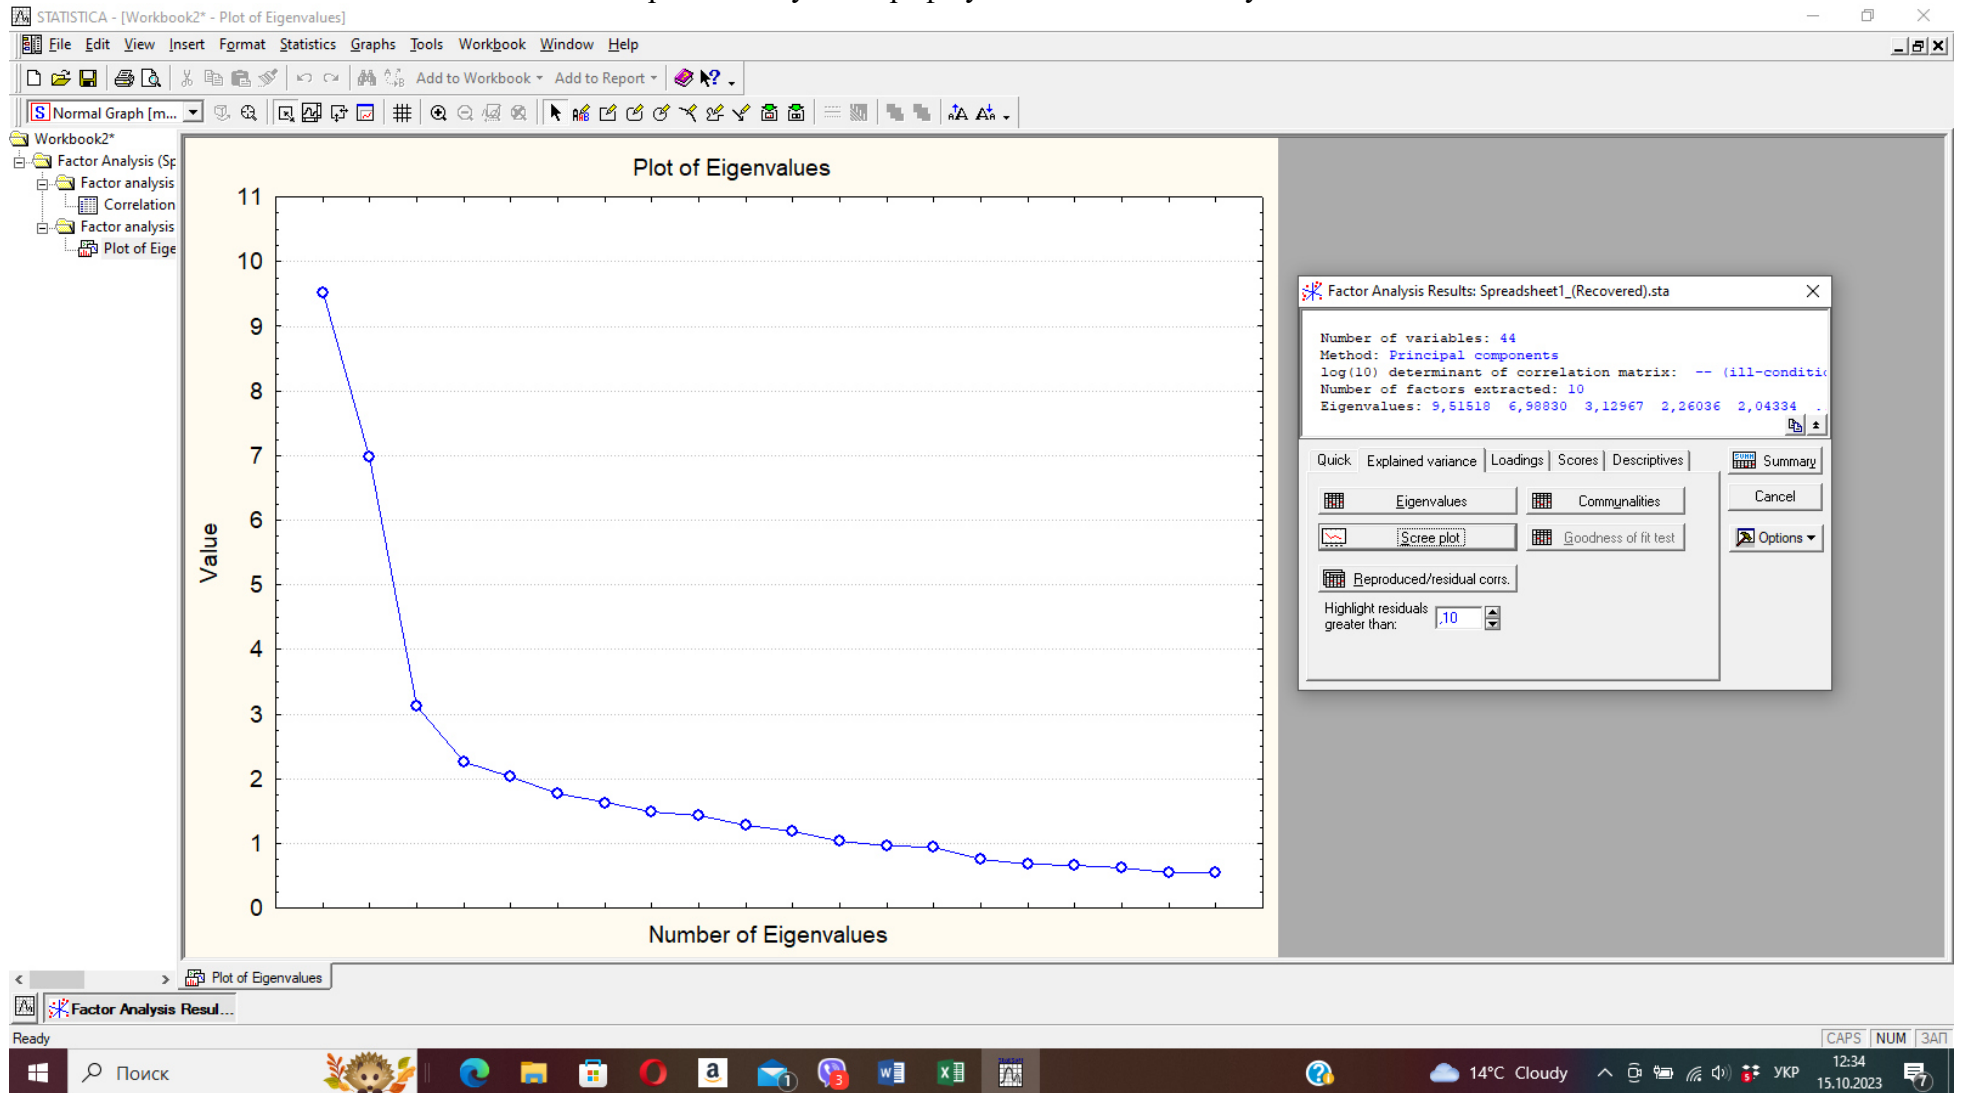 STATISTICA - [Workbook2* - Plot of Eigenvalues]
File Edit View Insert Format Statistics Graphs Tools Workbook Window Help
Add to Workbook Add to Report
Normal Graph [m...
Workbook2*
Factor Analysis (Sp
Factor analysis
Correlation
Factor analysis
Plot of Eige
Plot of Eigenvalues
11
10
9
8
7
6
5
4
3
2
1
0
Value
Number of Eigenvalues
Factor Analysis Results: Spreadsheet1_(Recovered).sta
Number of variables: 44
Method: Principal components
log(10) determinant of correlation matrix: -- (ill-conditio
Number of factors extracted: 10
Eigenvalues: 9,51518 6,98830 3,12967 2,26036 2,04334 ..
Quick Explained variance Loadings Scores Descriptives
Summary
Eigenvalues Communalities
Cancel
Scree plot Goodness of fit test
Options
Reproduced/residual corrs.
Highlight residuals
greater than: ,10
Plot of Eigenvalues
Factor Analysis Resul...
Ready
CAPS NUM ЗАП
Поиск
14°C Cloudy
УКР
12:34
15.10.2023